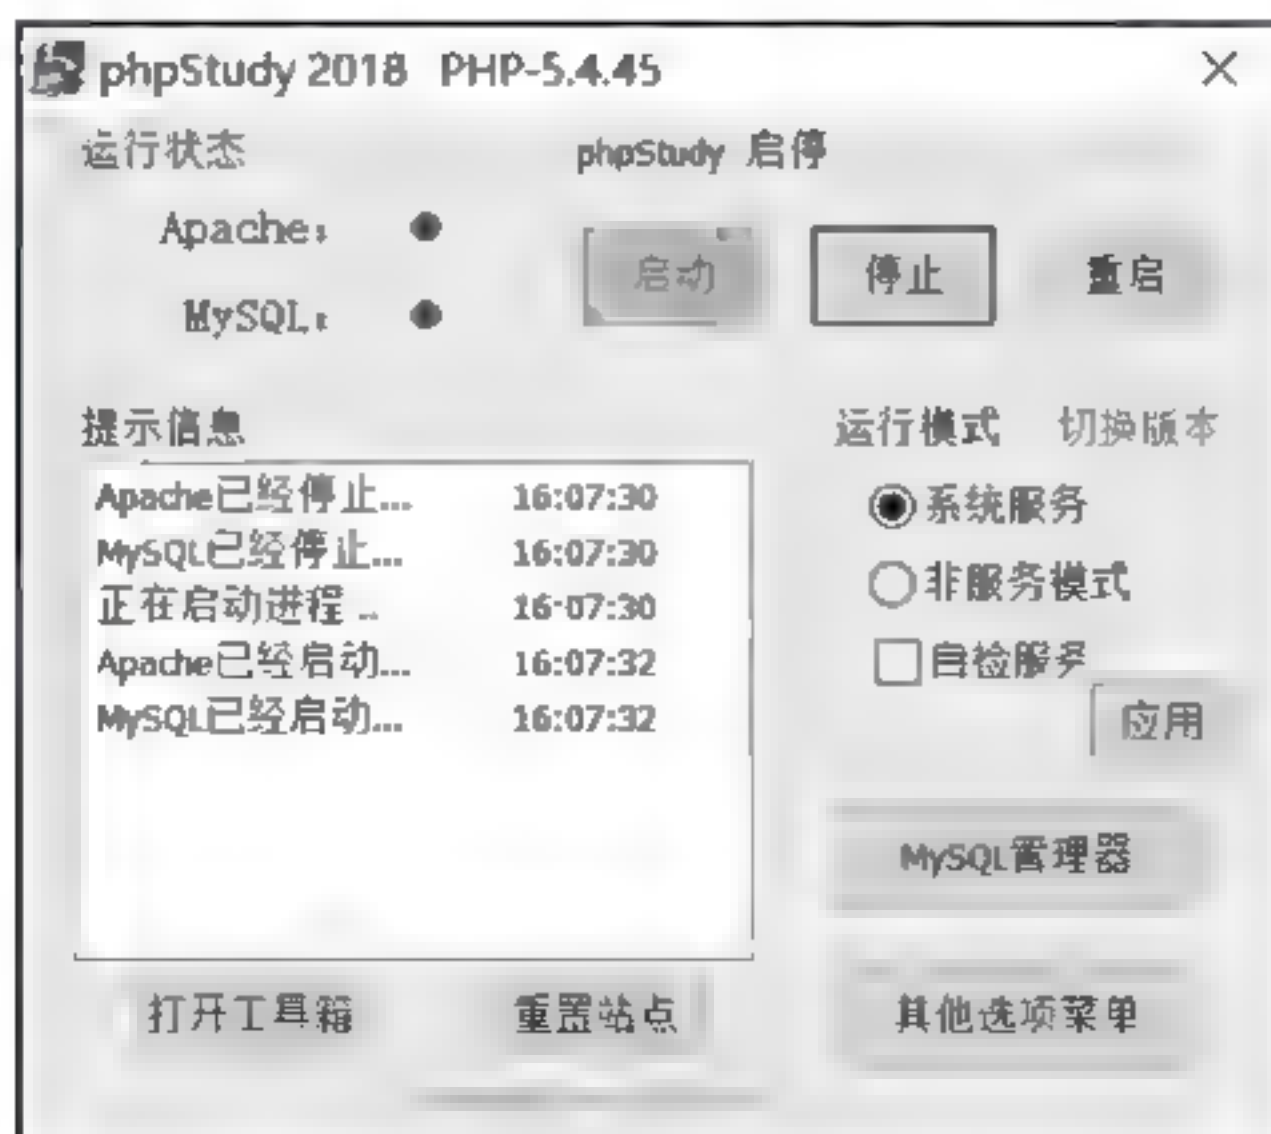 phpStudy 2018 PHP-5.4.45
运行状态
phpStudy 启停
Apache:
MySQL:
启动
停止
重启
提示信息
Apache已经停止... 16:07:30
MySQL已经停止... 16:07:30
正在启动进程... 16:07:30
Apache已经启动... 16:07:32
MySQL已经启动... 16:07:32
运行模式 切换版本
系统服务
非服务模式
自检服务
应用
MySQL管理器
打开工具箱
重置站点
其他选项菜单